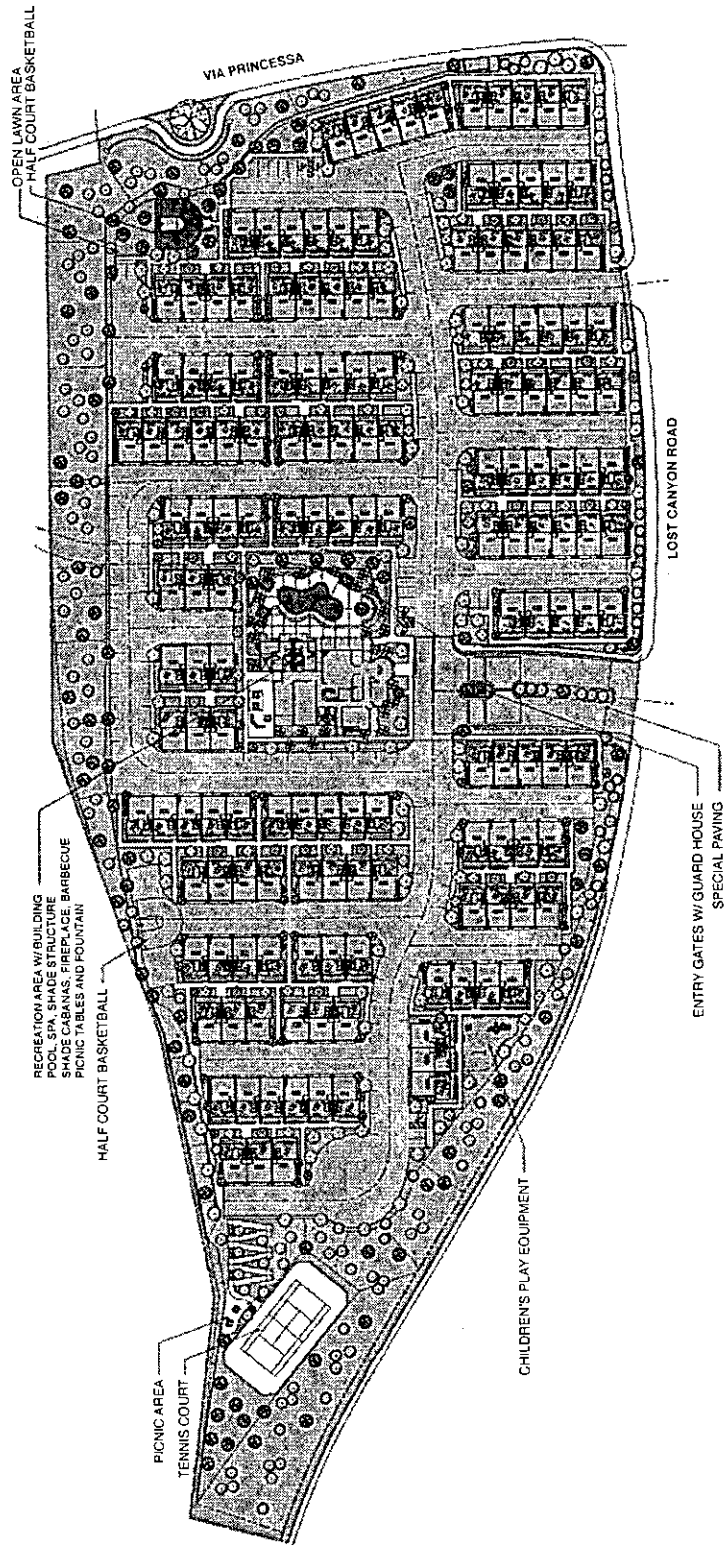 VIA PRINCESSA
OPEN LAWN AREA
HALF COURT BASKETBALL
LOST CANYON ROAD
RECREATION AREA W/ BUILDING
POOL, SPA, SHADE STRUCTURE
SHADE CABANAS, FIREPLACE, BARBECUE
PICNIC TABLES AND FOUNTAIN
HALF COURT BASKETBALL
ENTRY GATES W/ GUARD HOUSE
SPECIAL PAVING
CHILDREN'S PLAY EQUIPMENT
PICNIC AREA
TENNIS COURT